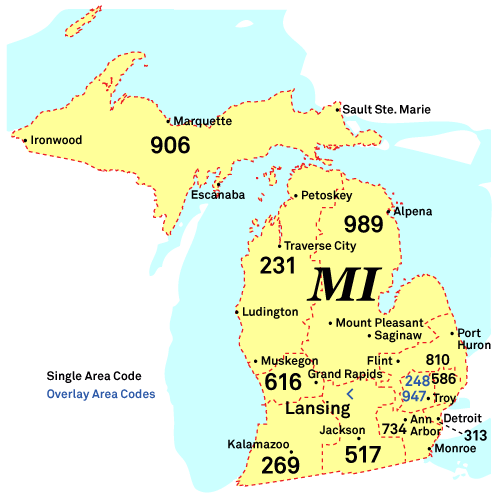 Sault Ste. Marie
Marquette
Ironwood
906
Escanaba
Petoskey
989
Alpena
Traverse City
231
MI
Ludington
Mount Pleasant
Saginaw
Port
Huron
Muskegon
Flint
810
Grand Rapids
616
248
586
Single Area Code
Overlay Area Codes
947
Troy
Lansing
Detroit
Ann
Arbor
734
313
Jackson
Kalamazoo
517
Monroe
269